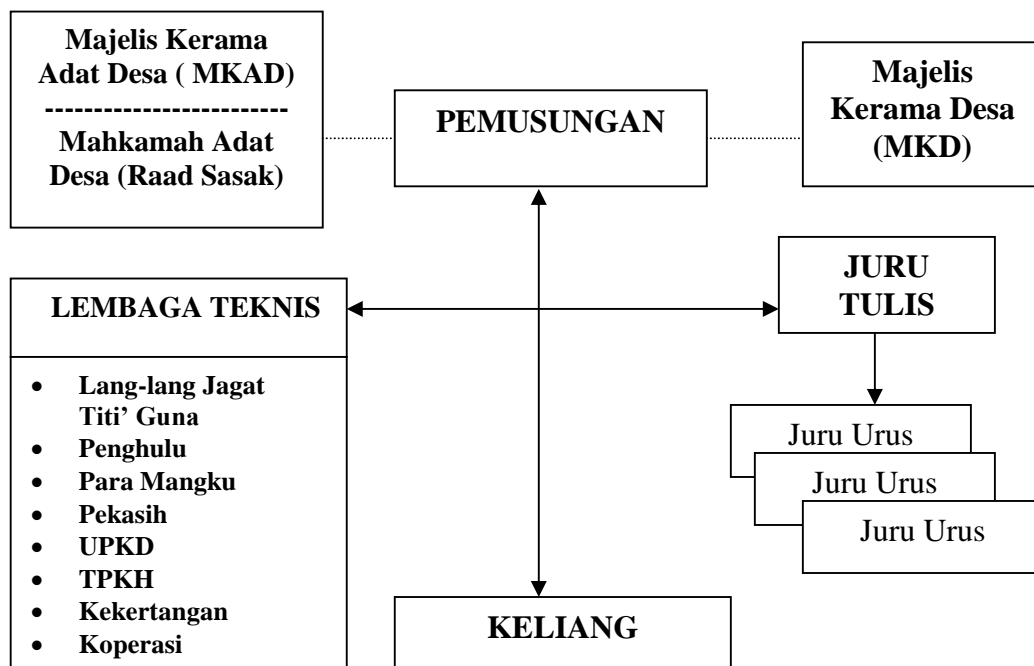 Majelis Kerama
Adat Desa ( MKAD)
-------------------------
Mahkamah Adat
Desa (Raad Sasak)
PEMUSUNGAN
Majelis
Kerama Desa
(MKD)
LEMBAGA TEKNIS
• Lang-lang Jagat
Titi’ Guna
• Penghulu
• Para Mangku
• Pekasih
• UPKD
• TPKH
• Kekertangan
• Koperasi
JURU
TULIS
Juru Urus
Juru Urus
Juru Urus
KELIANG